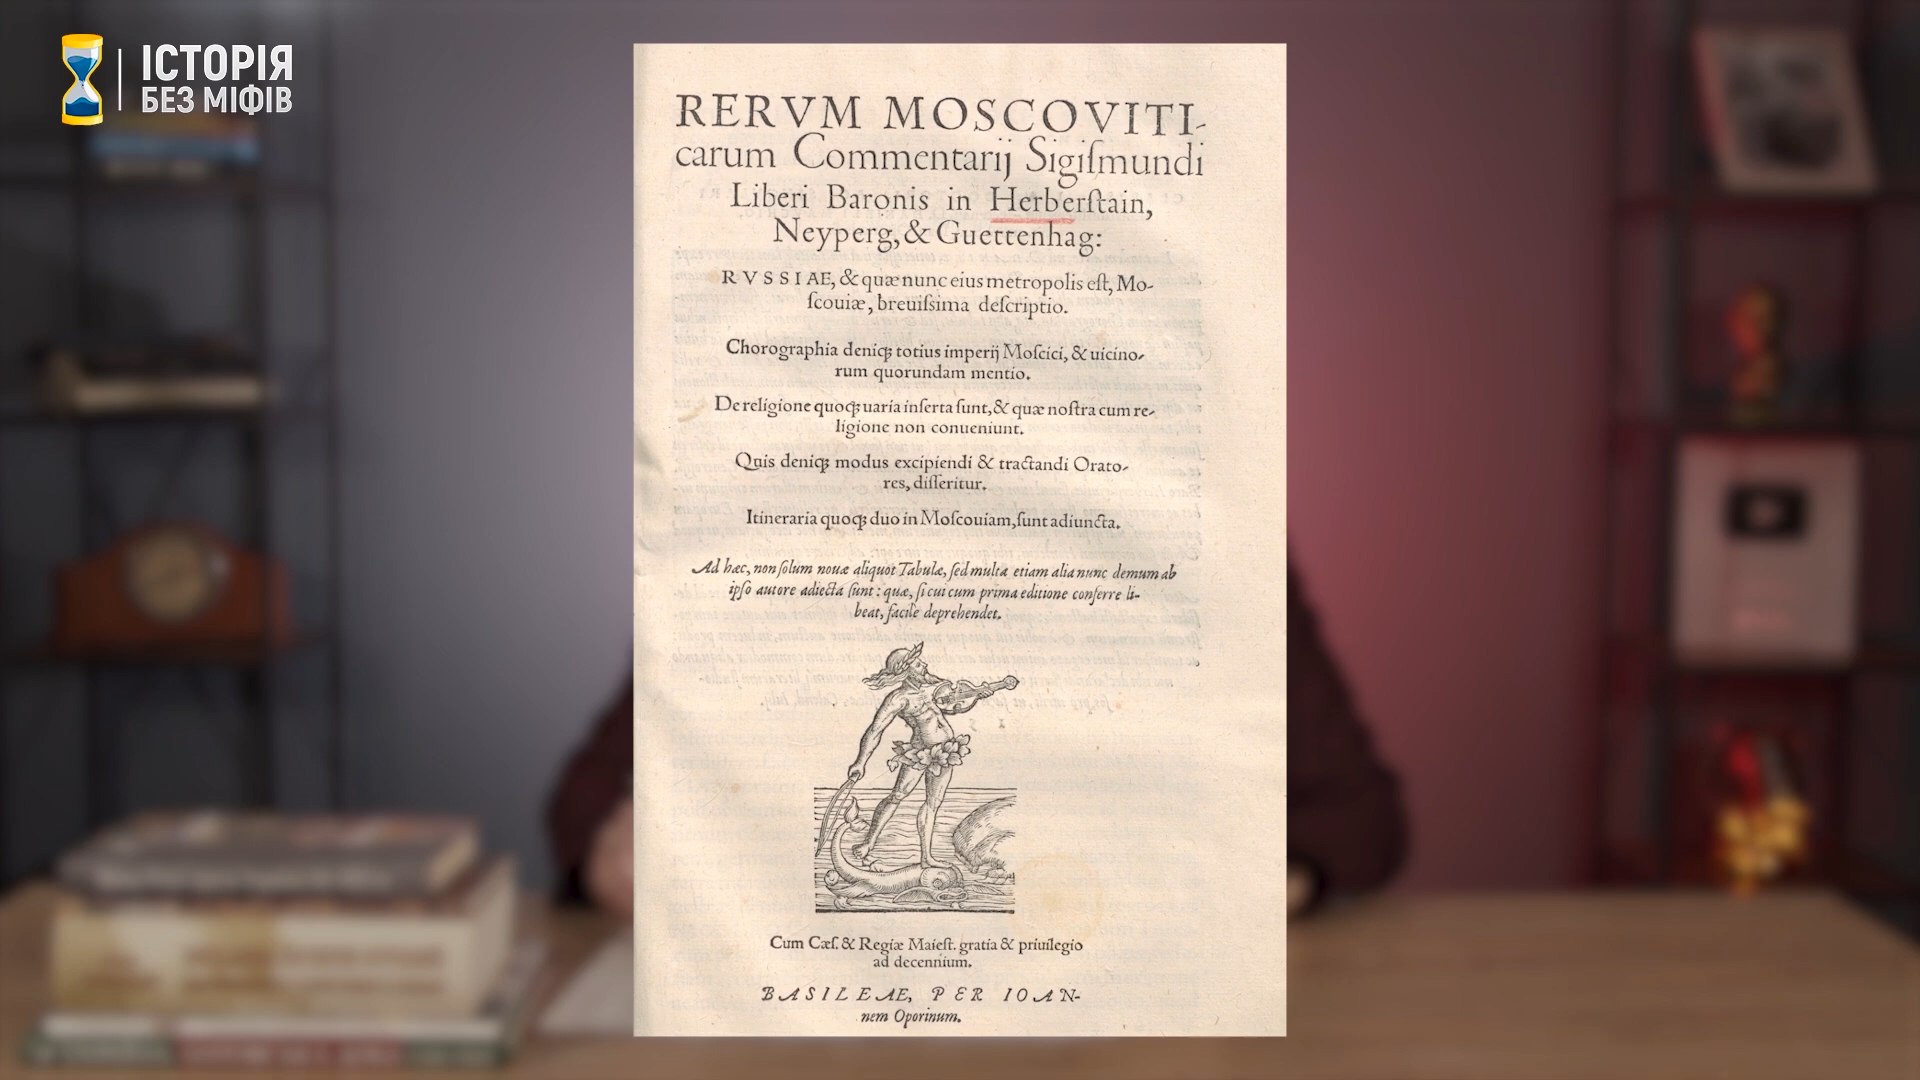 ІСТОРІЯ
БЕЗ МІФІВ
RERVM MOSCOVITI-
carum Commentarij Sigiſmundi
Liberi Baronis in Herberſtain,
Neyperg, & Guettenhag:
RVSSIAE, & quæ nunc eius metropolis eſt, Mo-
ſcouiæ, breuiſsima deſcriptio.
Chorographia deniqꝫ totius imperij Moſcici, & uicino-
rum quorundam mentio.
De religione quoqꝫ uaria inſerta ſunt, & quæ noſtra cum re-
ligione non conueniunt.
Quis deniqꝫ modus excipiendi & tractandi Orato-
res, diſſeritur.
Itineraria quoqꝫ duo in Moſcouiam, ſunt adiuncta.
Ad hæc, non ſolum nouæ aliquot Tabulæ, ſed multa etiam alia nunc demum ab
ipſo autore adiecta ſunt: quæ, ſi cui cum prima editione conferre li-
beat, facile deprehendet.
Cum Cæſ. & Regiæ Maieſt. gratia & priuilegio
ad decennium.
BASILEAE, PER IOAN-
nem Oporinum.